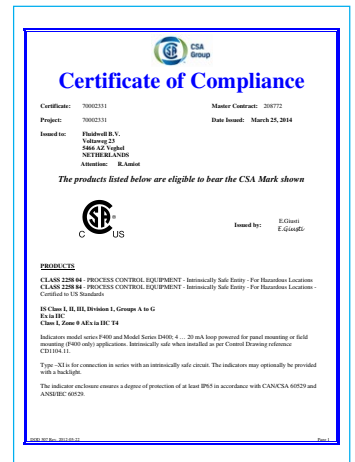 CSA
Group
Certificate of Compliance
Certificate: 70002331
Master Contract: 208772
Project: 70002331
Date Issued: March 25, 2014
Issued to: Fluidwell B.V.
Voltaweg 23
5466 AZ Veghel
NETHERLANDS
Attention: R.Amiot
The products listed below are eligible to bear the CSA Mark shown
C US
Issued by: E.Giusti
E.Giusti
PRODUCTS
CLASS 2258 04 - PROCESS CONTROL EQUIPMENT - Intrinsically Safe Entity - For Hazardous Locations
CLASS 2258 84 - PROCESS CONTROL EQUIPMENT - Intrinsically Safe Entity - For Hazardous Locations -
Certified to US Standards
IS Class I, II, III, Division 1, Groups A to G
Ex ia IIC
Class I, Zone 0 AEx ia IIC T4
Indicators model series F400 and Model Series D400; 4 … 20 mA loop powered for panel mounting or field
mounting (F400 only) applications. Intrinsically safe when installed as per Control Drawing reference
CD1104.11.
Type –XI is for connection in series with an intrinsically safe circuit. The indicators may optionally be provided
with a backlight.
The indicator enclosure ensures a degree of protection of at least IP65 in accordance with CAN/CSA 60529 and
ANSI/IEC 60529.
DQD 507 Rev. 2012-05-22
Page 1